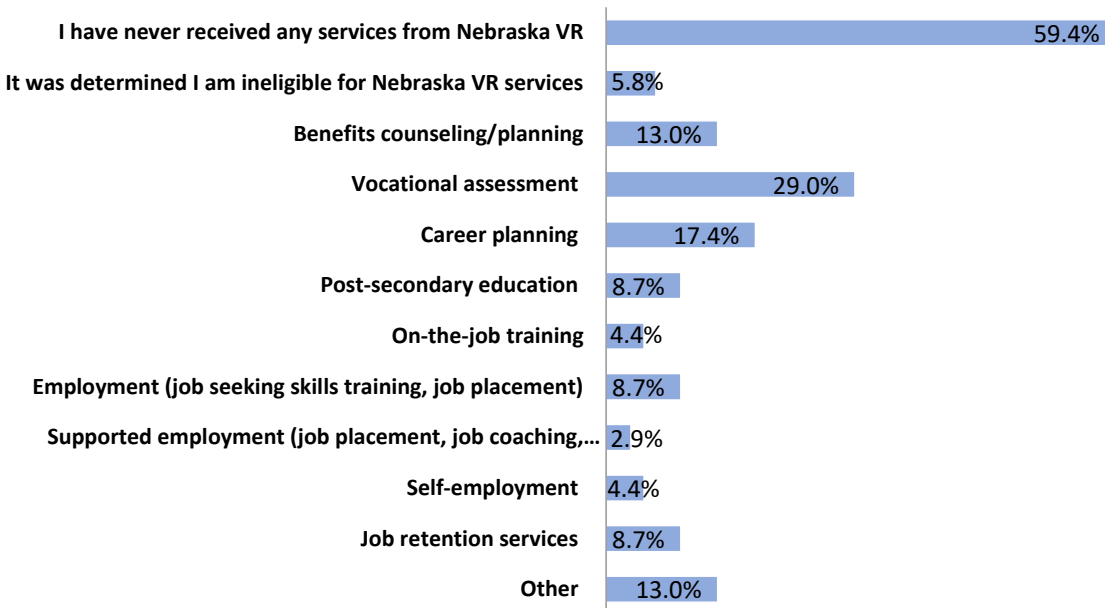 I have never received any services from Nebraska VR 59.4%
It was determined I am ineligible for Nebraska VR services 5.8%
Benefits counseling/planning 13.0%
Vocational assessment 29.0%
Career planning 17.4%
Post-secondary education 8.7%
On-the-job training 4.4%
Employment (job seeking skills training, job placement) 8.7%
Supported employment (job placement, job coaching,... 2.9%
Self-employment 4.4%
Job retention services 8.7%
Other 13.0%